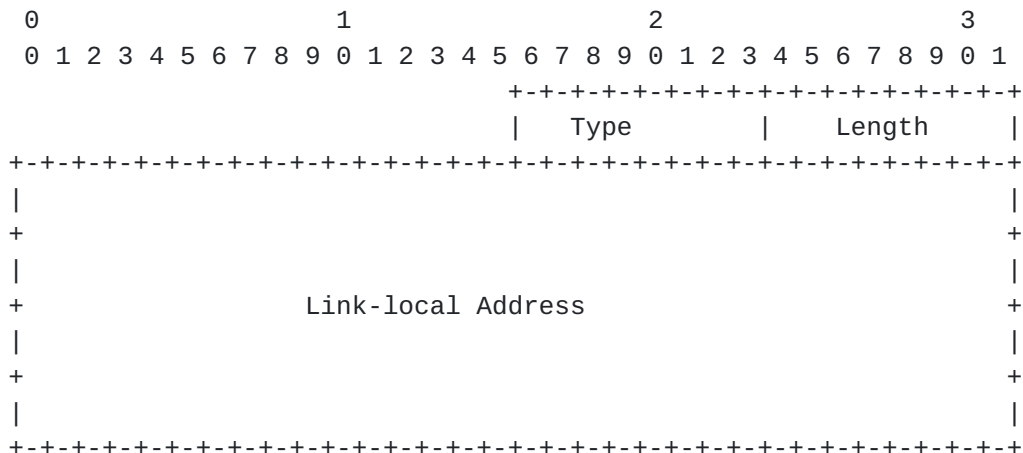 0                   1                   2                   3
 0 1 2 3 4 5 6 7 8 9 0 1 2 3 4 5 6 7 8 9 0 1 2 3 4 5 6 7 8 9 0 1
                                +-+-+-+-+-+-+-+-+-+-+-+-+-+-+-+-+
                                |   Type        |    Length     |
+-+-+-+-+-+-+-+-+-+-+-+-+-+-+-+-+-+-+-+-+-+-+-+-+-+-+-+-+-+-+-+-+
|                                                               |
+                                                               +
|                                                               |
+                  Link-local Address                           +
|                                                               |
+                                                               +
|                                                               |
+-+-+-+-+-+-+-+-+-+-+-+-+-+-+-+-+-+-+-+-+-+-+-+-+-+-+-+-+-+-+-+-+